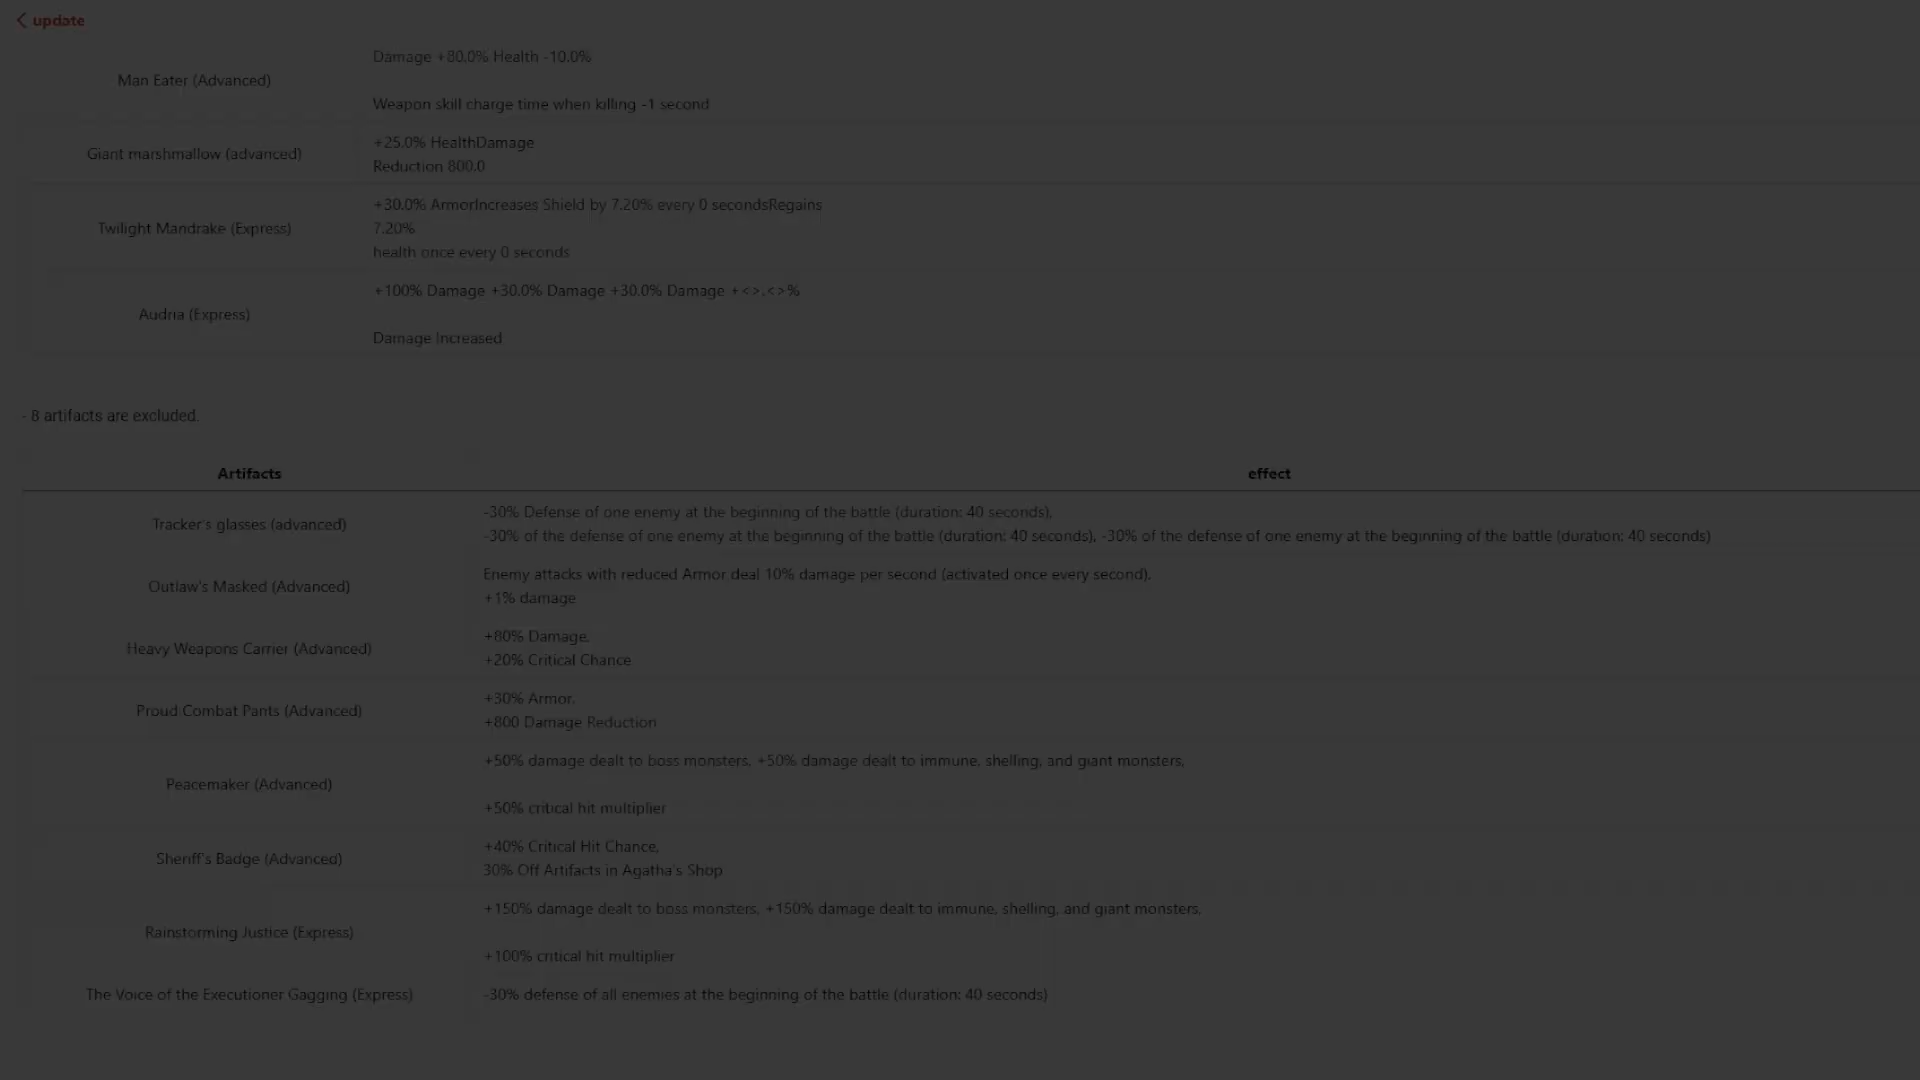 update
Damage +80.0% Health -10.0%
Man Eater (Advanced)
Weapon skill charge time when killing -1 second
+25.0% HealthDamage
Giant marshmallow (advanced)
Reduction 800.0
+30.0% ArmorIncreases Shield by 7.20% every 0 secondsRegains
Twilight Mandrake (Express)
7.20%
health once every 0 seconds
+100% Damage +30.0% Damage +30.0% Damage +<>.<>%
Audria (Express)
Damage Increased
- 8 artifacts are excluded.
Artifacts effect
-30% Defense of one enemy at the beginning of the battle (duration: 40 seconds),
Tracker's glasses (advanced)
-30% of the defense of one enemy at the beginning of the battle (duration: 40 seconds), -30% of the defense of one enemy at the beginning of the battle (duration: 40 seconds)
Enemy attacks with reduced Armor deal 10% damage per second (activated once every second).
Outlaw's Masked (Advanced)
+1% damage
+80% Damage,
Heavy Weapons Carrier (Advanced)
+20% Critical Chance
+30% Armor,
Proud Combat Pants (Advanced)
+800 Damage Reduction
+50% damage dealt to boss monsters, +50% damage dealt to immune, shelling, and giant monsters,
Peacemaker (Advanced)
+50% critical hit multiplier
+40% Critical Hit Chance,
Sheriff's Badge (Advanced)
30% Off Artifacts in Agatha's Shop
+150% damage dealt to boss monsters, +150% damage dealt to immune, shelling, and giant monsters,
Rainstorming Justice (Express)
+100% critical hit multiplier
The Voice of the Executioner Gagging (Express)
-30% defense of all enemies at the beginning of the battle (duration: 40 seconds)